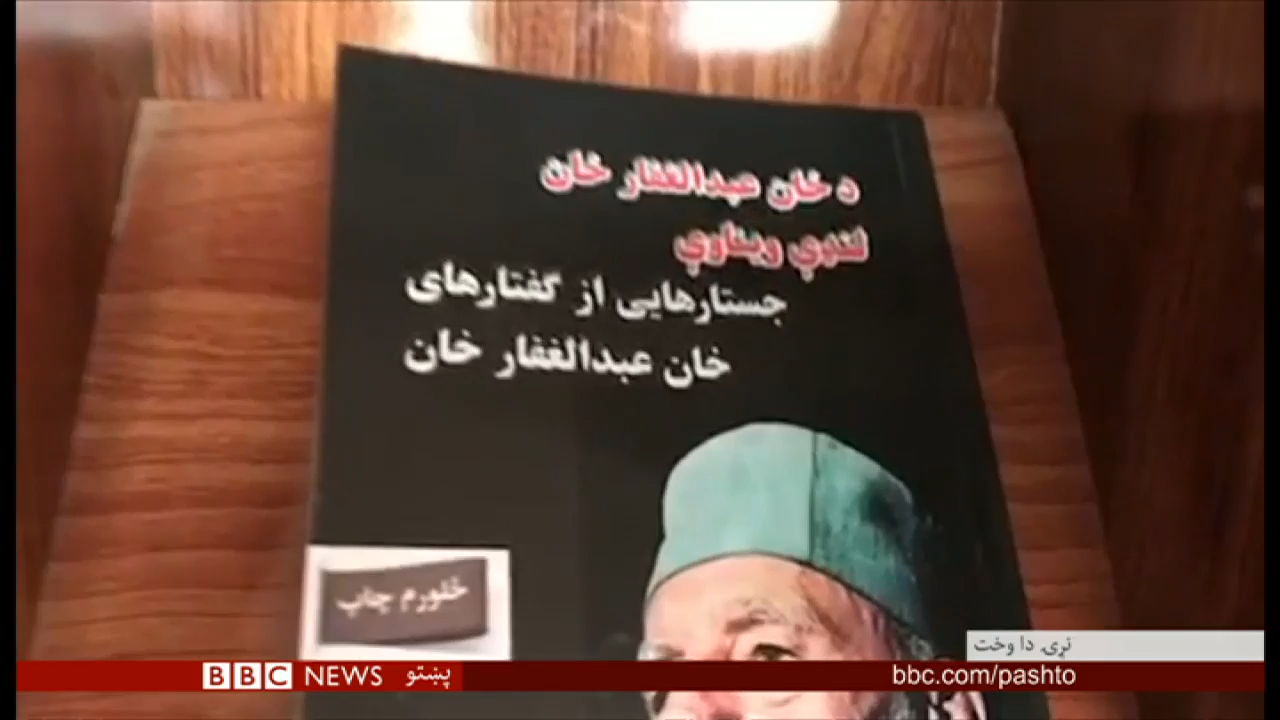 د خان عبدالغفار خان
لنډې ویناوې
جستارهایی از گفتارهای
خان عبدالغفار خان
څلورم چاپ
نړۍ دا وخت
BBC NEWS پښتو
bbc.com/pashto